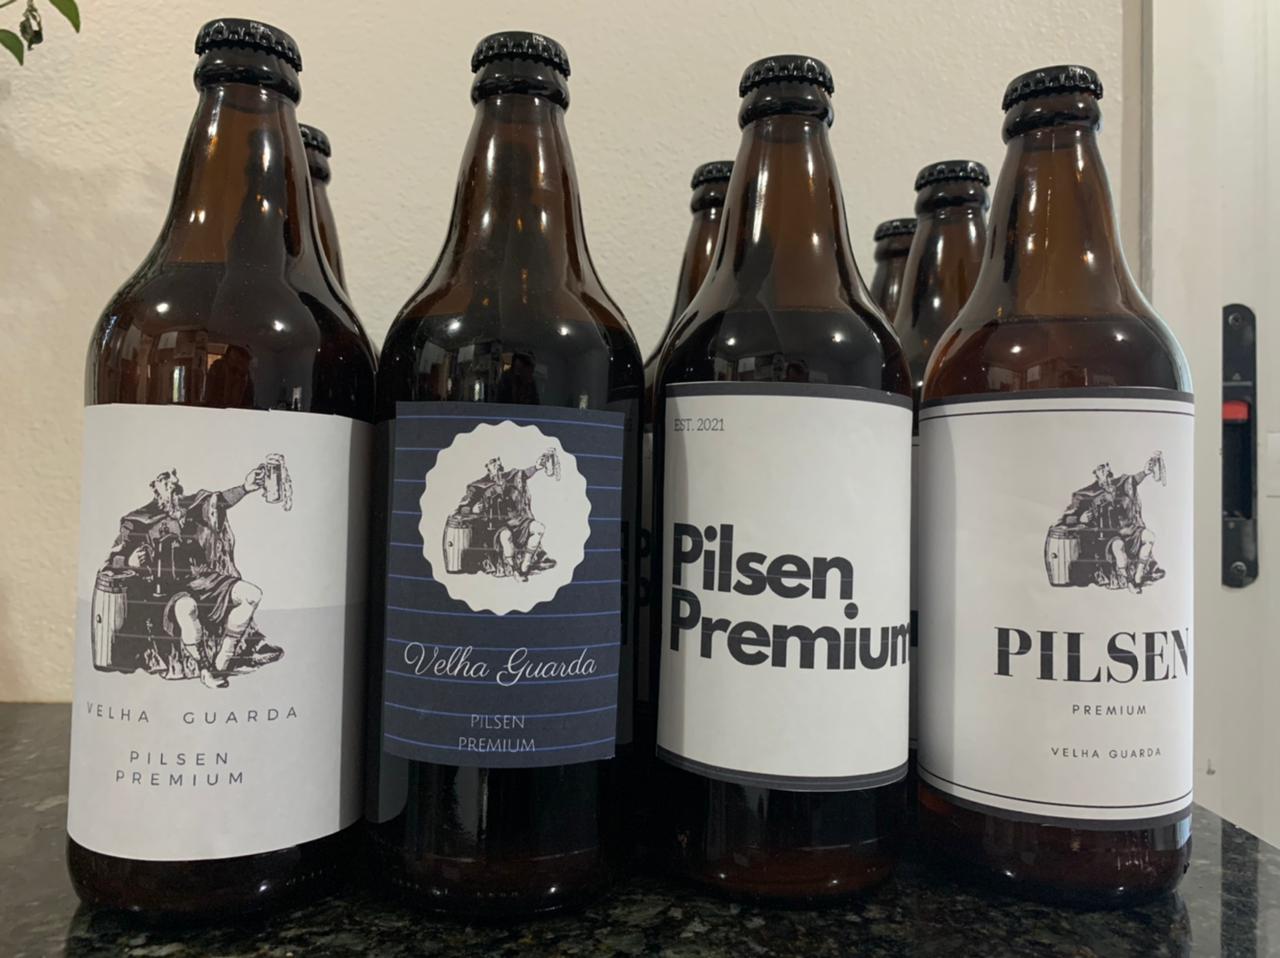 VELHA GUARDA
PILSEN
PREMIUM
Velha Guarda
PILSEN
PREMIUM
EST. 2021
Pilsen
Premium
PILSEN
PREMIUM
VELHA GUARDA